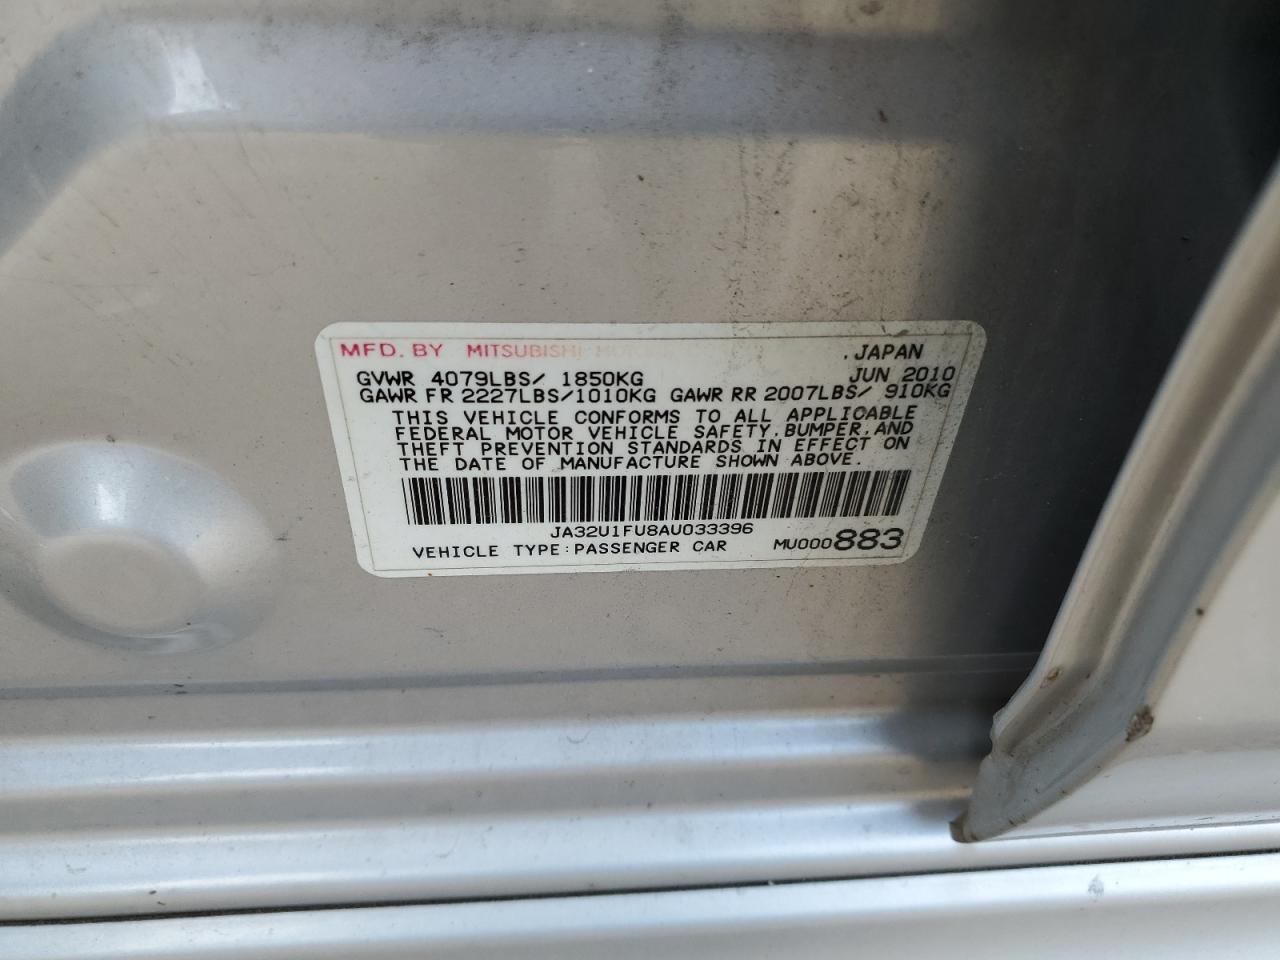 MFD. BY MITSUBISHI MOTORS . JAPAN
GVWR 4079LBS/ 1850KG JUN 2010
GAWR FR 2227LBS/1010KG GAWR RR 2007LBS/ 910KG
THIS VEHICLE CONFORMS TO ALL APPLICABLE
FEDERAL MOTOR VEHICLE SAFETY, BUMPER, AND
THEFT PREVENTION STANDARDS IN EFFECT ON
THE DATE OF MANUFACTURE SHOWN ABOVE.
JA32U1FU8AU033396
VEHICLE TYPE:PASSENGER CAR MU000883